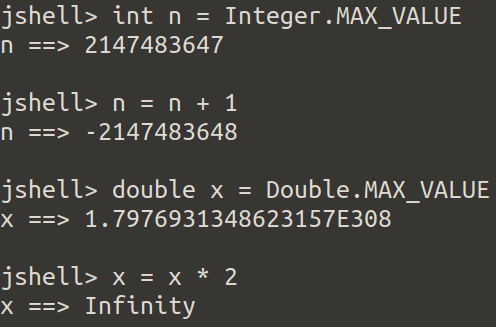 jshell> int n = Integer.MAX_VALUE
n ==> 2147483647
jshell> n = n + 1
n ==> -2147483648
jshell> double x = Double.MAX_VALUE
x ==> 1.7976931348623157E308
jshell> x = x * 2
x ==> Infinity